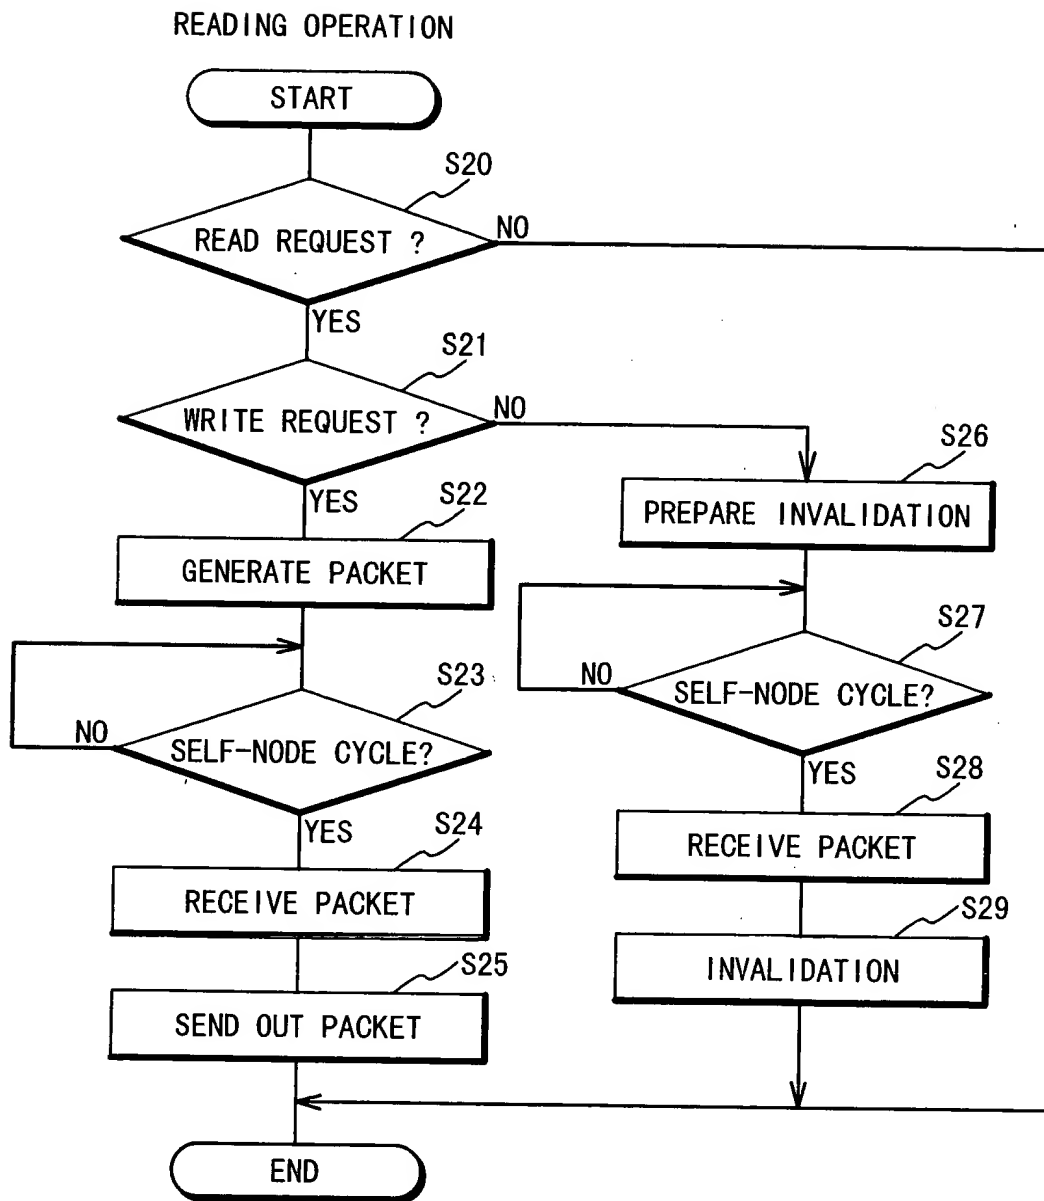 READING OPERATION
START
S20
READ REQUEST ?
NO
YES
S21
WRITE REQUEST ?
NO
YES
S26
PREPARE INVALIDATION
S22
GENERATE PACKET
S27
SELF-NODE CYCLE?
NO
YES
S23
SELF-NODE CYCLE?
NO
YES
S28
RECEIVE PACKET
S24
RECEIVE PACKET
S29
INVALIDATION
S25
SEND OUT PACKET
END